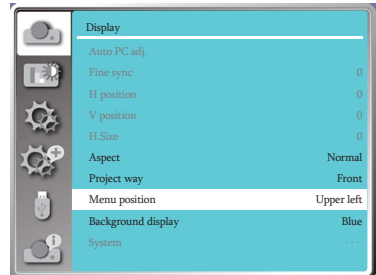 Display
Auto PC adj.
Fine sync 0
H position 0
V position 0
H.Size 0
Aspect Normal
Project way Front
Menu position Upper left
Background display Blue
System ...